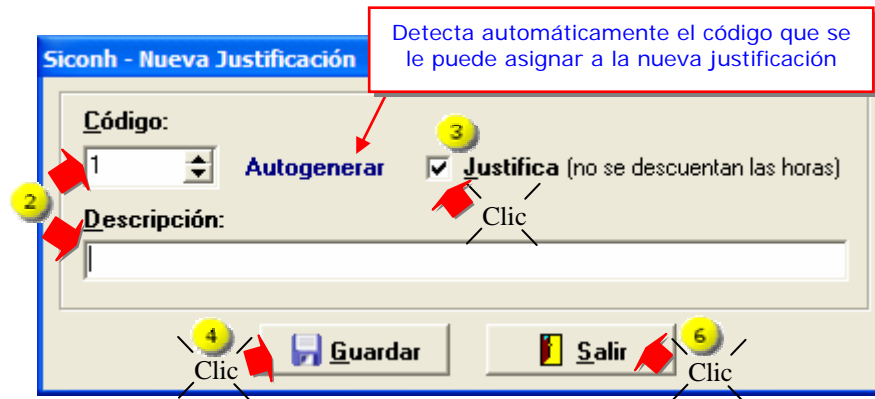 Detecta automáticamente el código que se
le puede asignar a la nueva justificación
Siconh - Nueva Justificación
Código:
3
1
Autogenerar
Justifica (no se descuentan las horas)
2
Clic
Descripción:
4
Guardar
Salir
6
Clic
Clic